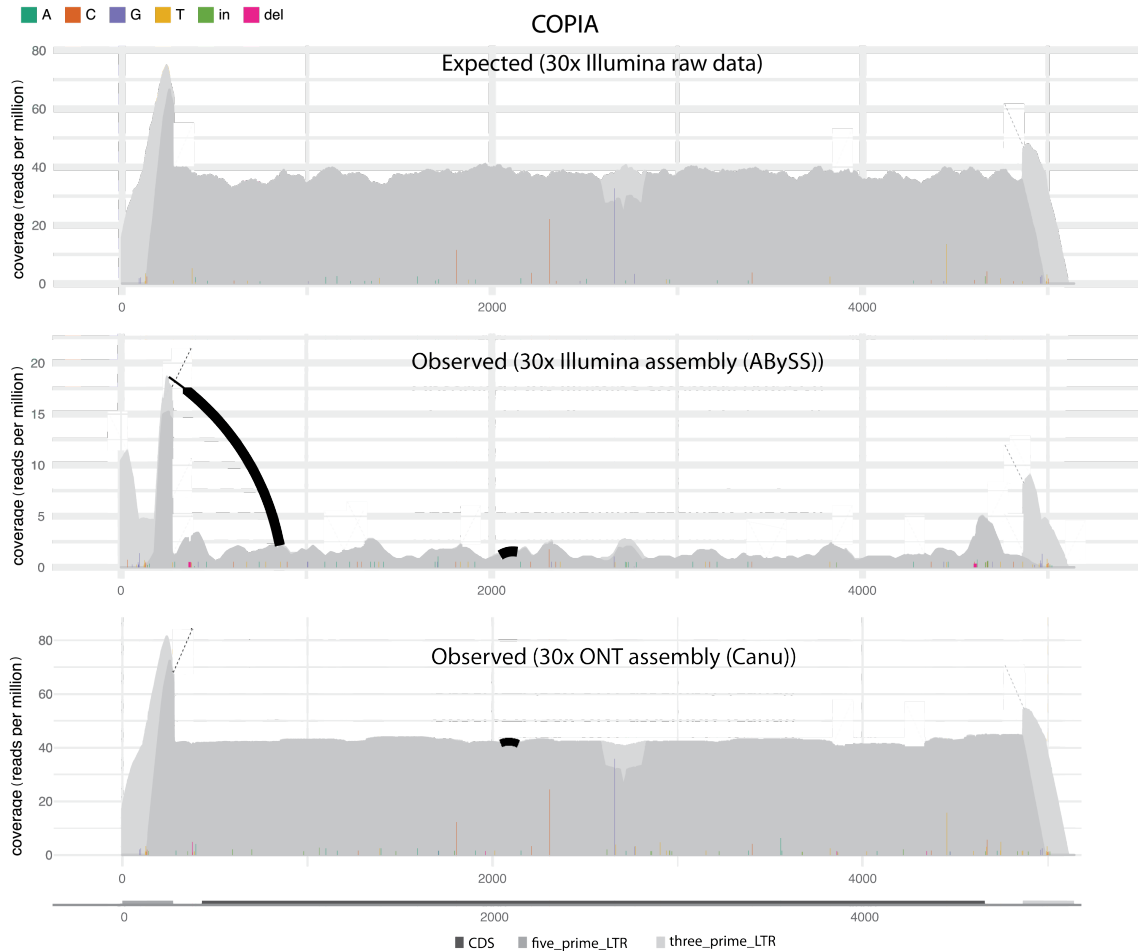 A C G T in del
COPIA
Expected (30x Illumina raw data)
coverage (reads per million)
80
60
40
20
0
0 2000 4000
Observed (30x Illumina assembly (ABySS))
coverage (reads per million)
20
15
10
5
0
0 2000 4000
Observed (30x ONT assembly (Canu))
coverage (reads per million)
80
60
40
20
0
0 2000 4000
0 2000 4000
CDS five_prime_LTR three_prime_LTR